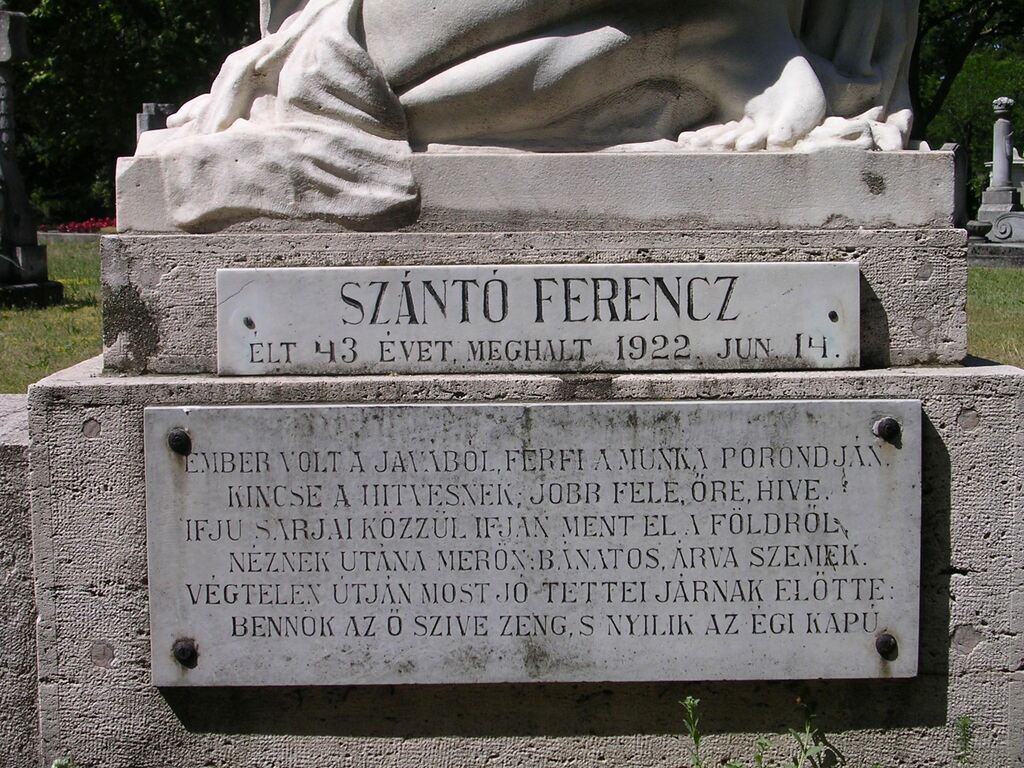 SZÁNTÓ FERENCZ
ÉLT 43 ÉVET, MEGHALT 1922. JUN. 14.
EMBER VOLT A JAVÁBÓL, FÉRFI A MUNKA PORONDJÁN.
KINCSE A HITVESNEK; JOBB FELE, ŐRE, HIVE.
IFJU SARJAI KÖZZÜL IFJAN MENT EL A FÖLDRŐL,
NÉZNEK UTÁNA MERŐN: BÁNATOS, ÁRVA SZEMEK.
VÉGTELEN ÚTJÁN MOST JÓ TETTEI JÁRNAK ELŐTTE:
BENNÖK AZ Ő SZIVE ZENG, S NYILIK AZ ÉGI KAPU